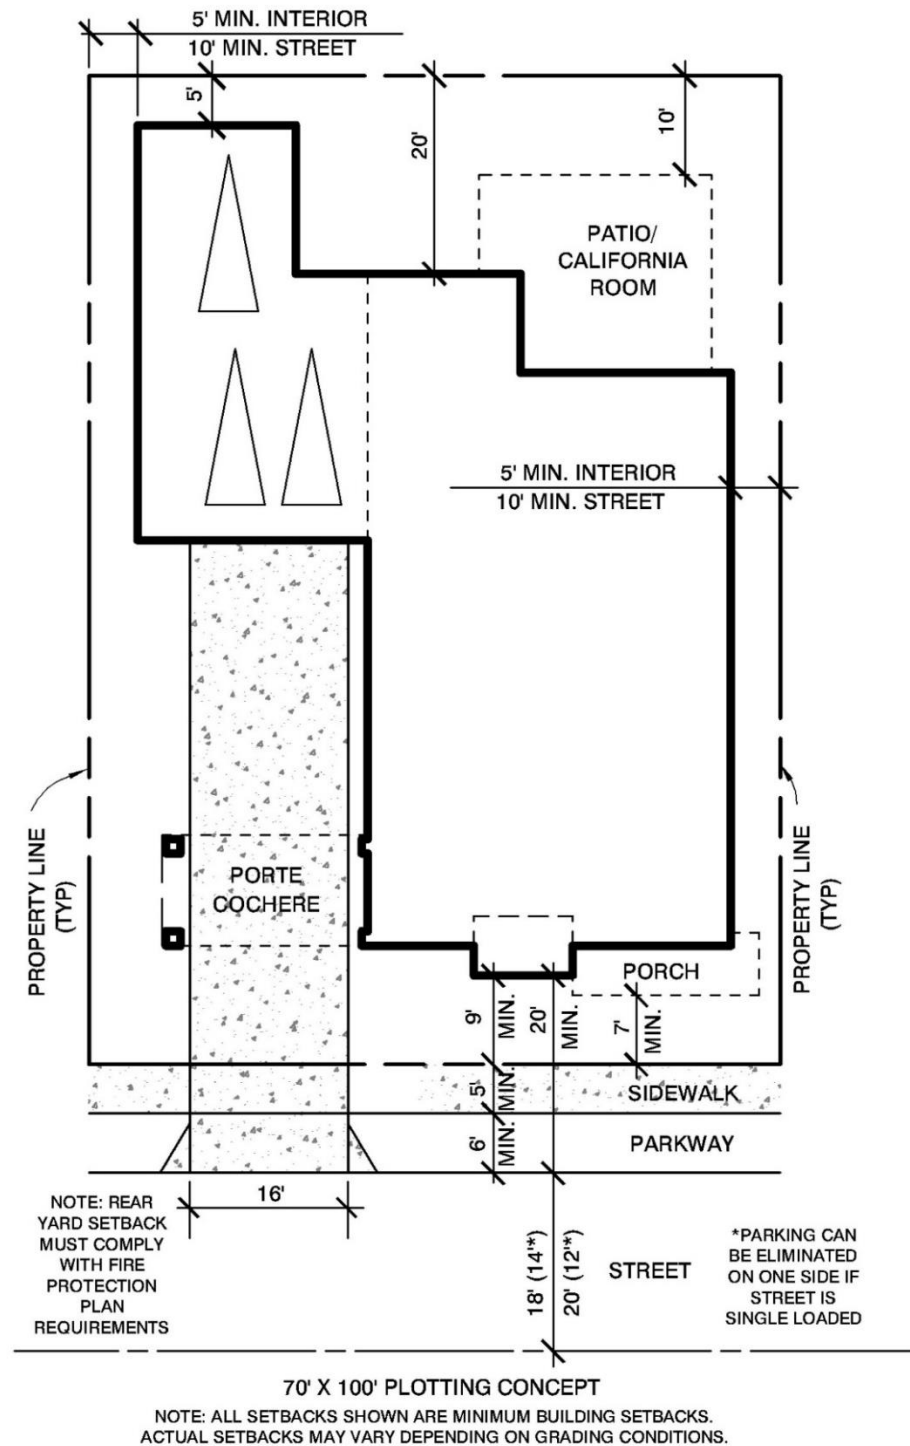 5' MIN. INTERIOR
10' MIN. STREET
5'
20'
10'
PATIO/
CALIFORNIA
ROOM
5' MIN. INTERIOR
10' MIN. STREET
PROPERTY LINE
(TYP)
PORTE
COCHERE
PROPERTY LINE
(TYP)
PORCH
9'
MIN.
20'
MIN.
7'
MIN.
5'
MIN.
SIDEWALK
6'
MIN.
PARKWAY
16'
NOTE: REAR
YARD SETBACK
MUST COMPLY
WITH FIRE
PROTECTION
PLAN
REQUIREMENTS
18' (14'*)
20' (12'*)
STREET
*PARKING CAN
BE ELIMINATED
ON ONE SIDE IF
STREET IS
SINGLE LOADED
70' X 100' PLOTTING CONCEPT
NOTE: ALL SETBACKS SHOWN ARE MINIMUM BUILDING SETBACKS.
ACTUAL SETBACKS MAY VARY DEPENDING ON GRADING CONDITIONS.